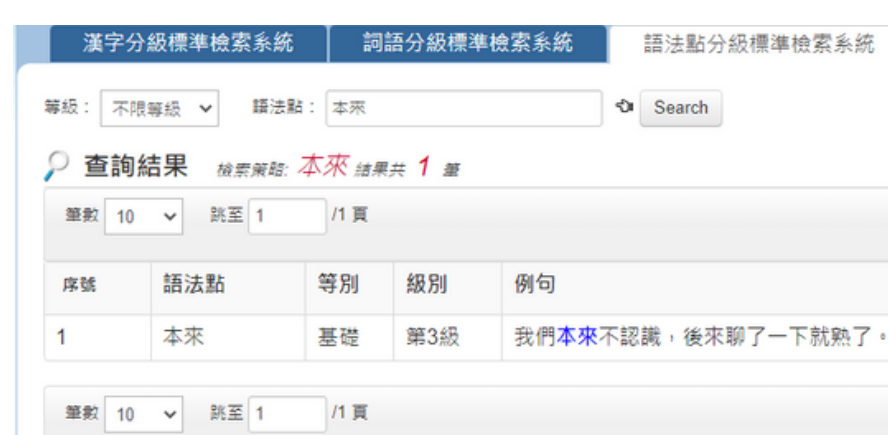 漢字分級標準檢索系統 詞語分級標準檢索系統 語法點分級標準檢索系統
等級： 不限等級 語法點： 本來 Search
查詢結果 檢索策略: 本來 結果共 1 筆
筆數 10 跳至 1 /1 頁
序號 語法點 等別 級別 例句
1 本來 基礎 第3級 我們本來不認識，後來聊了一下就熟了。
筆數 10 跳至 1 /1 頁